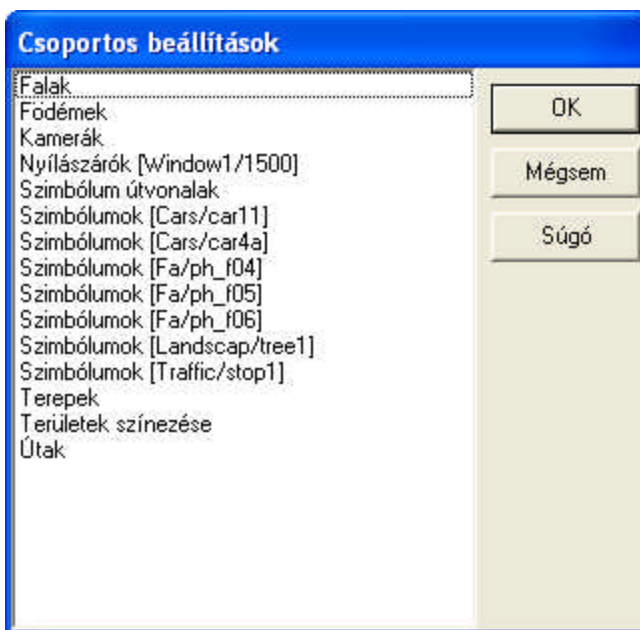 Csoportos beállítások
Falak
Födémek
Kamerák
Nyílászárók [Window1/1500]
Szimbólum útvonalak
Szimbólumok [Cars/car11]
Szimbólumok [Cars/car4a]
Szimbólumok [Fa/ph_f04]
Szimbólumok [Fa/ph_f05]
Szimbólumok [Fa/ph_f06]
Szimbólumok [Landscap/tree1]
Szimbólumok [Traffic/stop1]
Terepek
Területek színezése
Útak
OK
Mégsem
Súgó